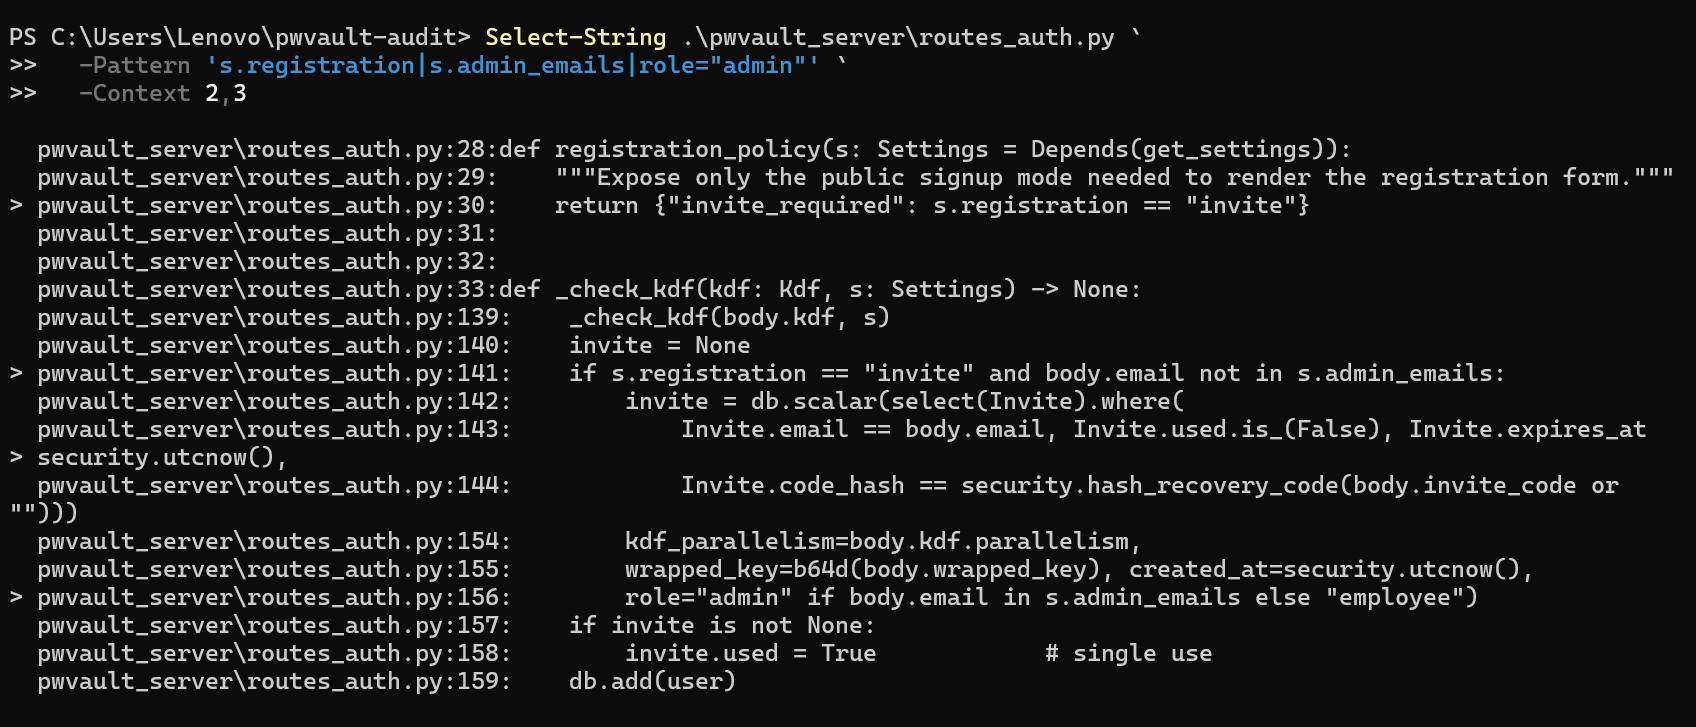 PS C:\Users\Lenovo\pwvault-audit> Select-String .\pwvault_server\routes_auth.py `
>>   -Pattern 's.registration|s.admin_emails|role="admin"' `
>>   -Context 2,3

  pwvault_server\routes_auth.py:28:def registration_policy(s: Settings = Depends(get_settings)):
  pwvault_server\routes_auth.py:29:    """Expose only the public signup mode needed to render the registration form."""
> pwvault_server\routes_auth.py:30:    return {"invite_required": s.registration == "invite"}
  pwvault_server\routes_auth.py:31:
  pwvault_server\routes_auth.py:32:
  pwvault_server\routes_auth.py:33:def _check_kdf(kdf: Kdf, s: Settings) -> None:
  pwvault_server\routes_auth.py:139:    _check_kdf(body.kdf, s)
  pwvault_server\routes_auth.py:140:    invite = None
> pwvault_server\routes_auth.py:141:    if s.registration == "invite" and body.email not in s.admin_emails:
  pwvault_server\routes_auth.py:142:        invite = db.scalar(select(Invite).where(
  pwvault_server\routes_auth.py:143:            Invite.email == body.email, Invite.used.is_(False), Invite.expires_at
> security.utcnow(),
  pwvault_server\routes_auth.py:144:            Invite.code_hash == security.hash_recovery_code(body.invite_code or
"")))
  pwvault_server\routes_auth.py:154:        kdf_parallelism=body.kdf.parallelism,
  pwvault_server\routes_auth.py:155:        wrapped_key=b64d(body.wrapped_key), created_at=security.utcnow(),
> pwvault_server\routes_auth.py:156:        role="admin" if body.email in s.admin_emails else "employee")
  pwvault_server\routes_auth.py:157:    if invite is not None:
  pwvault_server\routes_auth.py:158:        invite.used = True            # single use
  pwvault_server\routes_auth.py:159:    db.add(user)